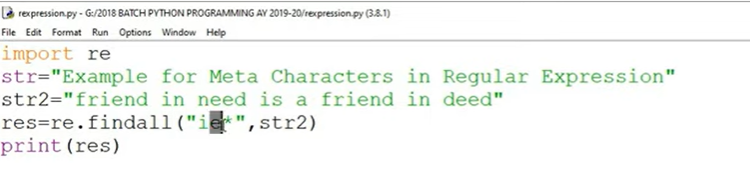 rexpression.py - G:/2018 BATCH PYTHON PROGRAMMING AY 2019-20/rexpression.py (3.8.1)
File Edit Format Run Options Window Help
import re
str="Example for Meta Characters in Regular Expression"
str2="friend in need is a friend in deed"
res=re.findall("ie*",str2)
print(res)